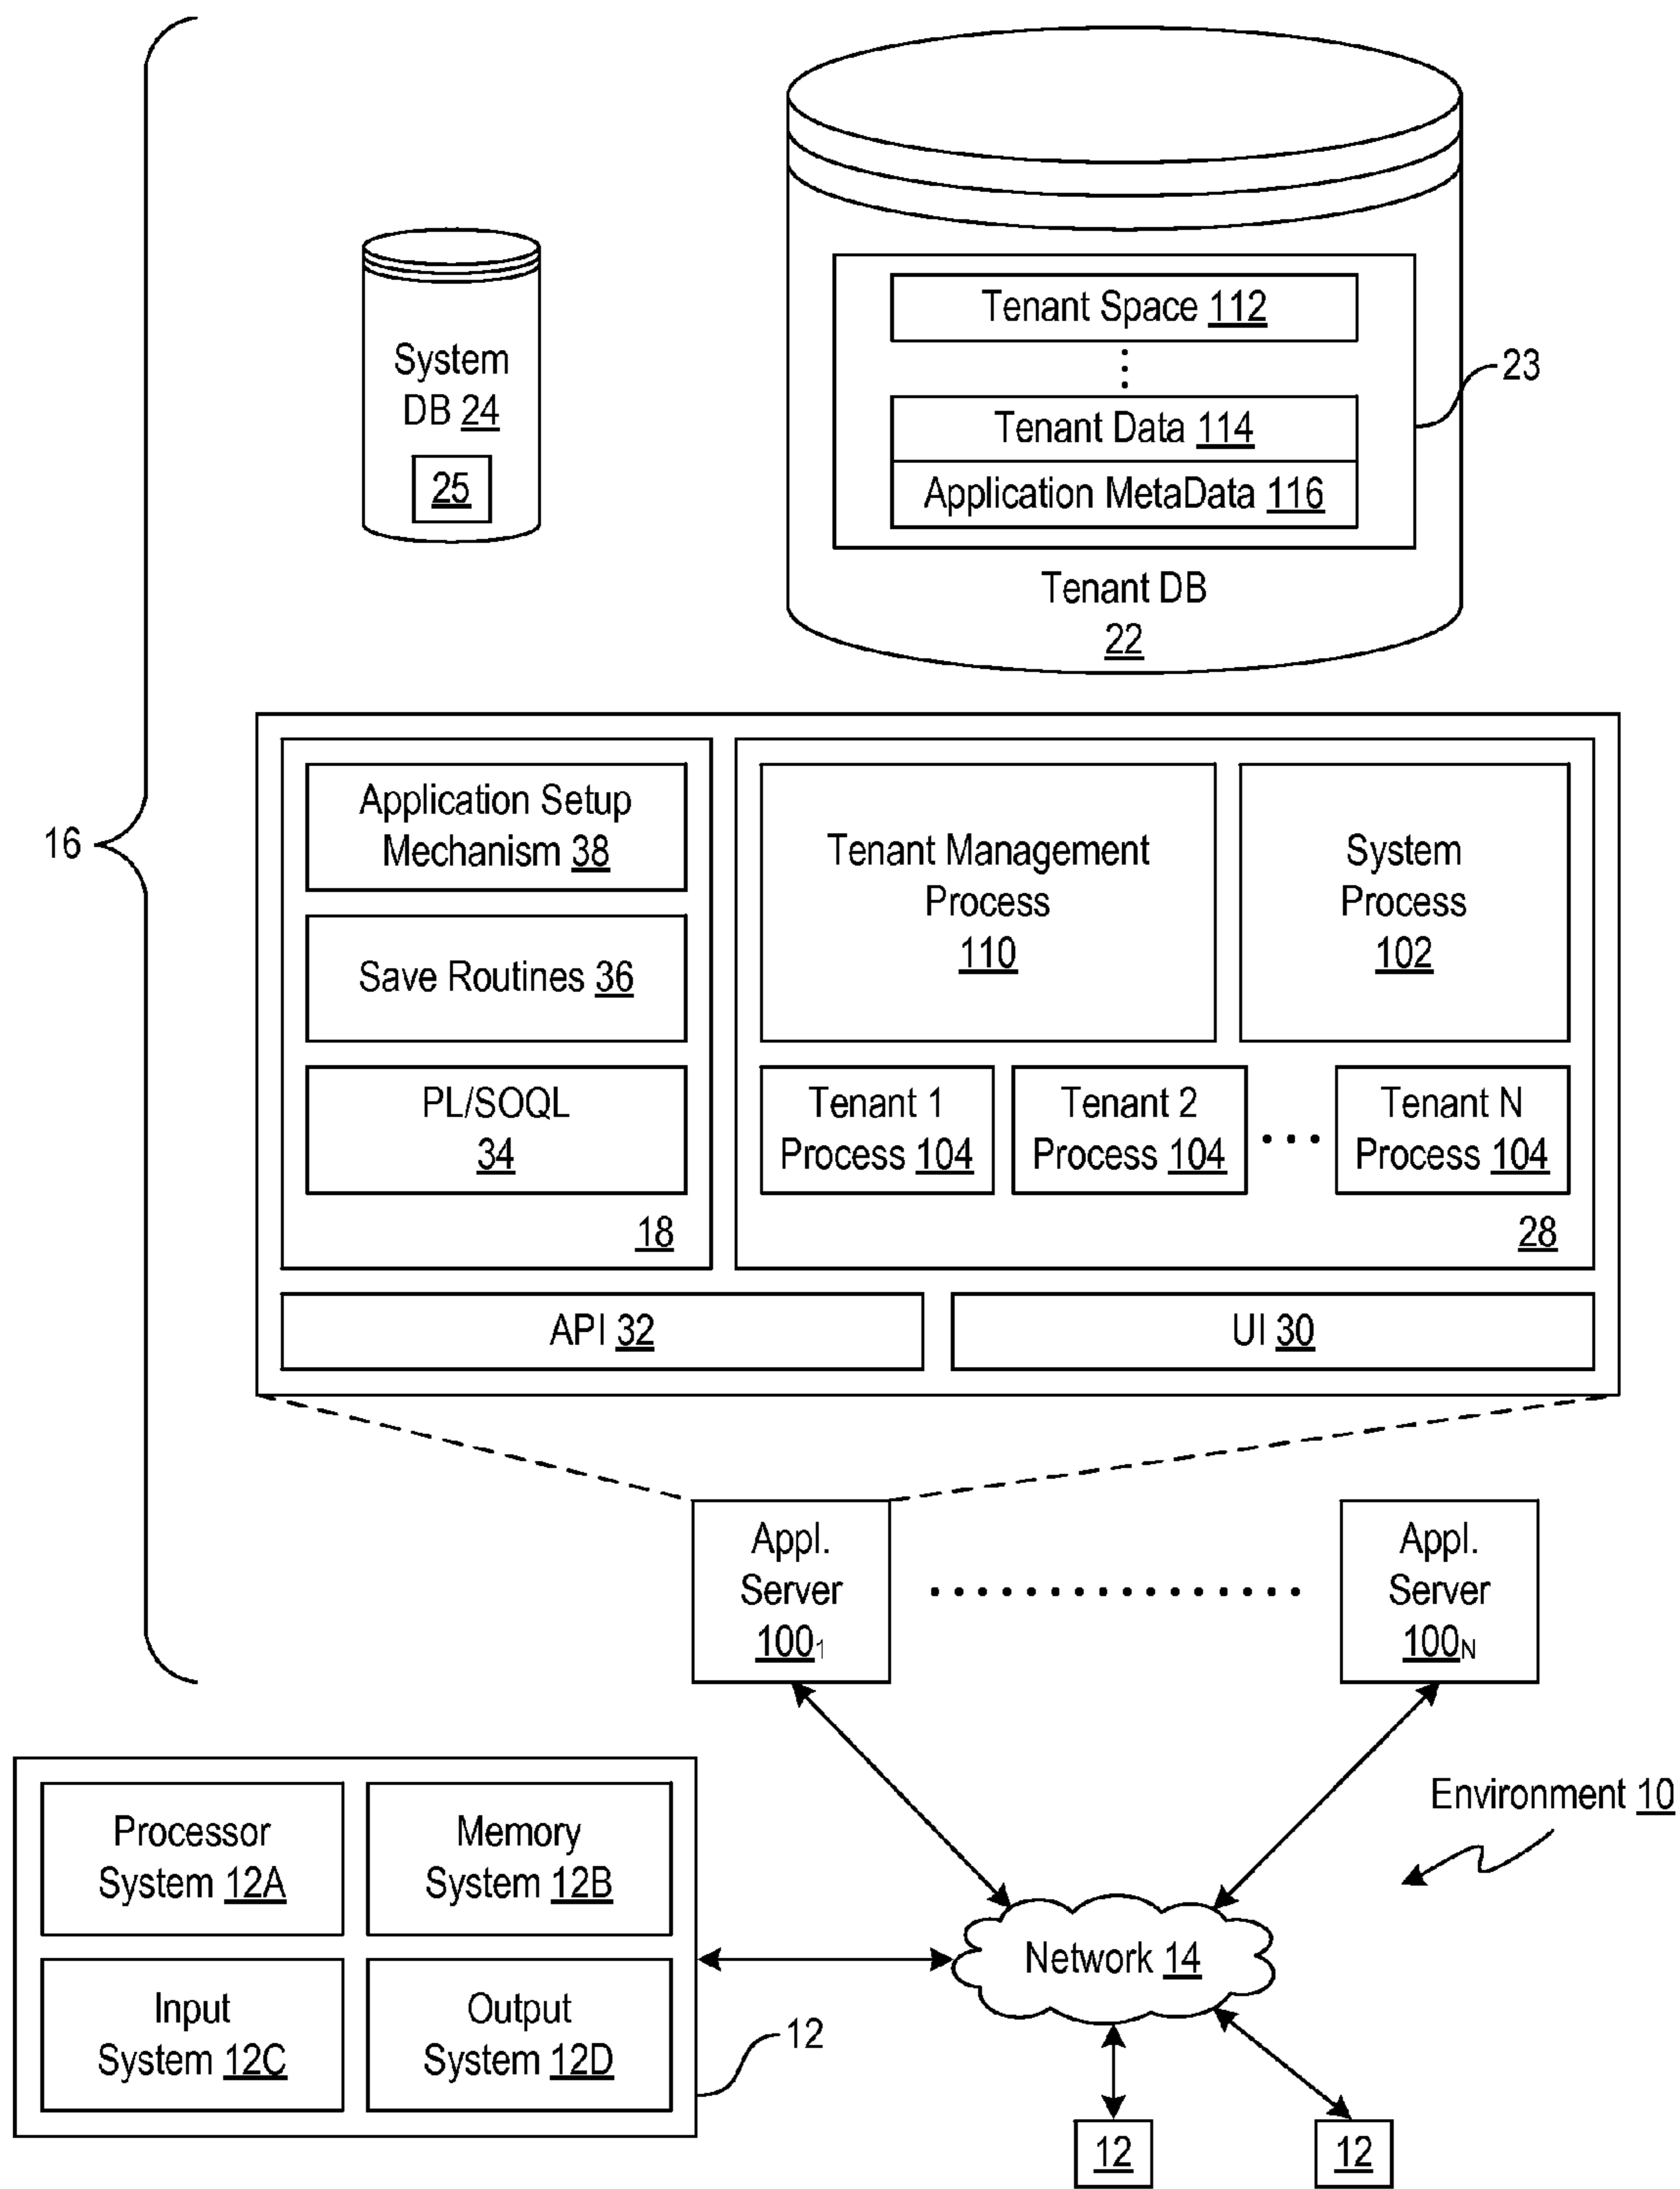 16
System
DB 24
25
Tenant Space 112
Tenant Data 114
Application MetaData 116
23
Tenant DB
22
Application Setup
Mechanism 38
Save Routines 36
PL/SOQL
34
18
Tenant Management
Process
110
System
Process
102
Tenant 1
Process 104
Tenant 2
Process 104
Tenant N
Process 104
28
API 32
UI 30
Appl.
Server
100₁
Appl.
Server
100N
Environment 10
Processor
System 12A
Memory
System 12B
Input
System 12C
Output
System 12D
12
Network 14
12
12